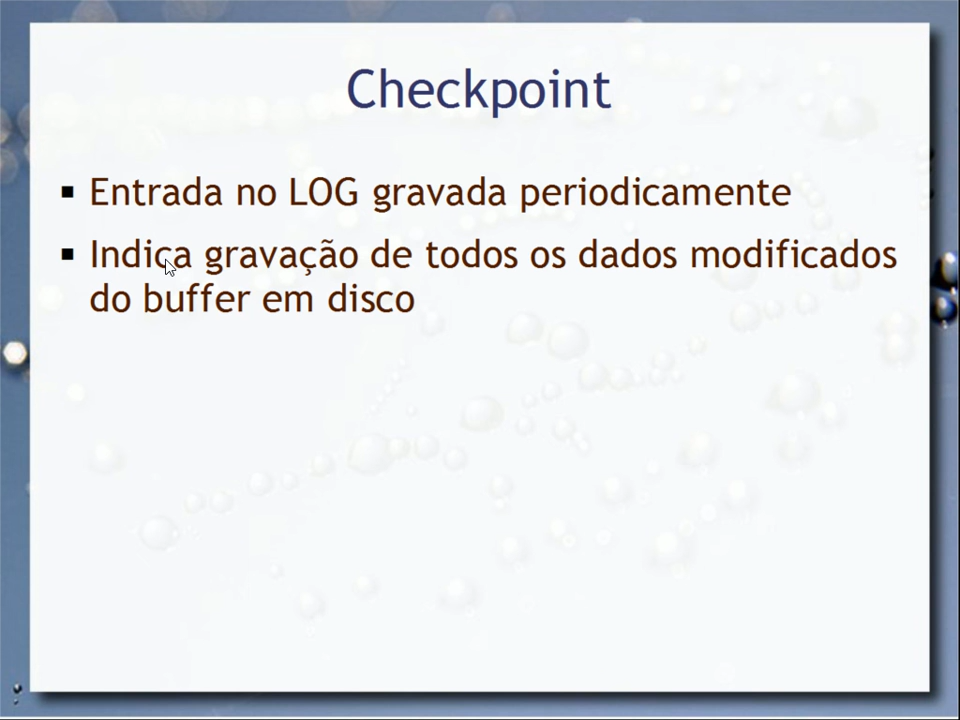 Checkpoint
Entrada no LOG gravada periodicamente
Indica gravação de todos os dados modificados
do buffer em disco